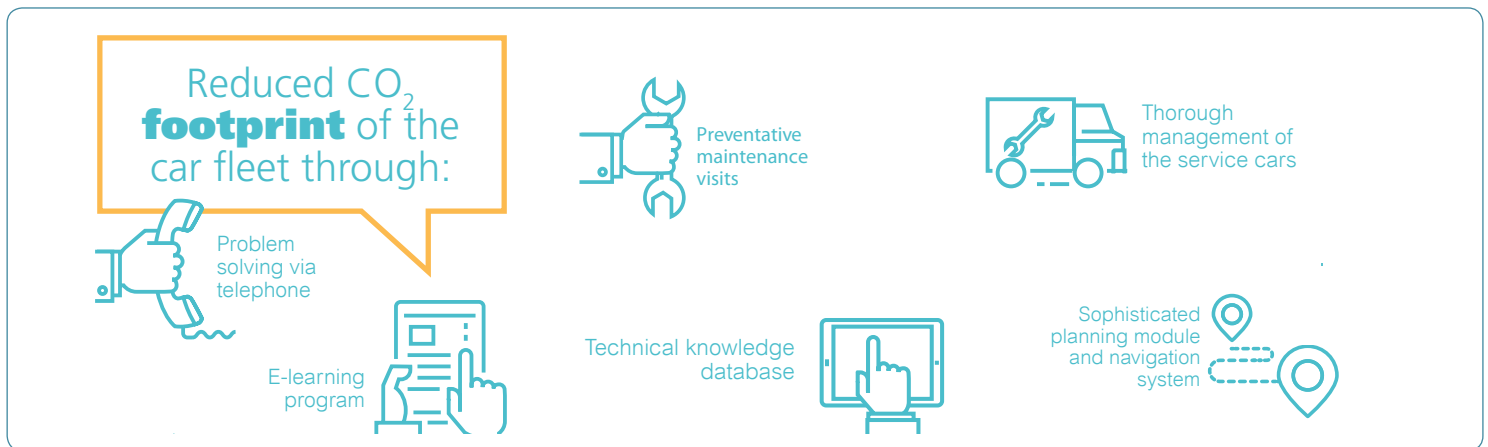 Reduced CO2
footprint of the
car fleet through:
Problem
solving via
telephone
E-learning
program
Preventative
maintenance
visits
Technical knowledge
database
Thorough
management of
the service cars
Sophisticated
planning module
and navigation
system